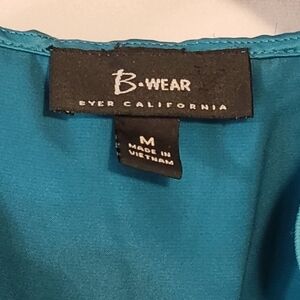 B·WEAR
BYER CALIFORNIA
M
MADE IN
VIETNAM